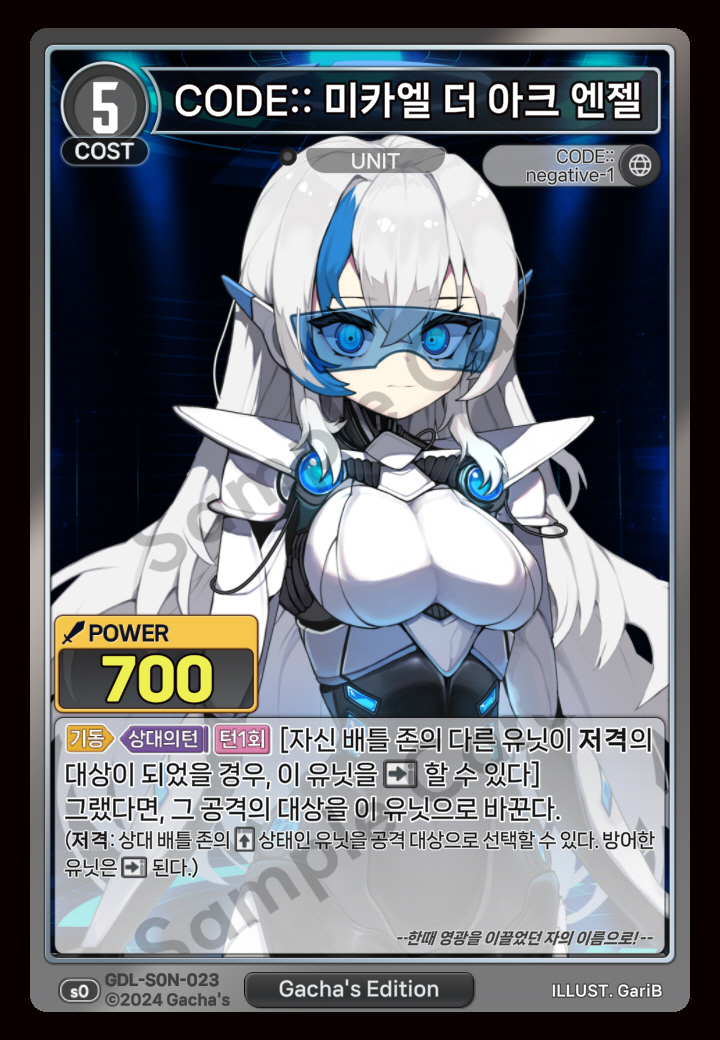 5
COST
CODE:: 미카엘 더 아크 엔젤
UNIT
CODE::
negative-1
Sample Card
POWER
700
기동 상대의턴 턴1회 [자신 배틀 존의 다른 유닛이 저격의
대상이 되었을 경우, 이 유닛을 할 수 있다]
그랬다면, 그 공격의 대상을 이 유닛으로 바꾼다.
(저격: 상대 배틀 존의 상태인 유닛을 공격 대상으로 선택할 수 있다. 방어한
유닛은 된다.)
Sample
--한때 영광을 이끌었던 자의 이름으로!--
s0
GDL-S0N-023
©2024 Gacha's
Gacha's Edition
ILLUST. GariB